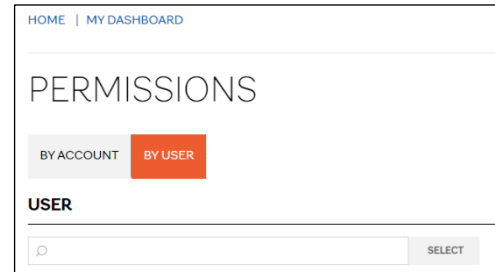 HOME | MY DASHBOARD
PERMISSIONS
BY ACCOUNT BY USER
USER
SELECT